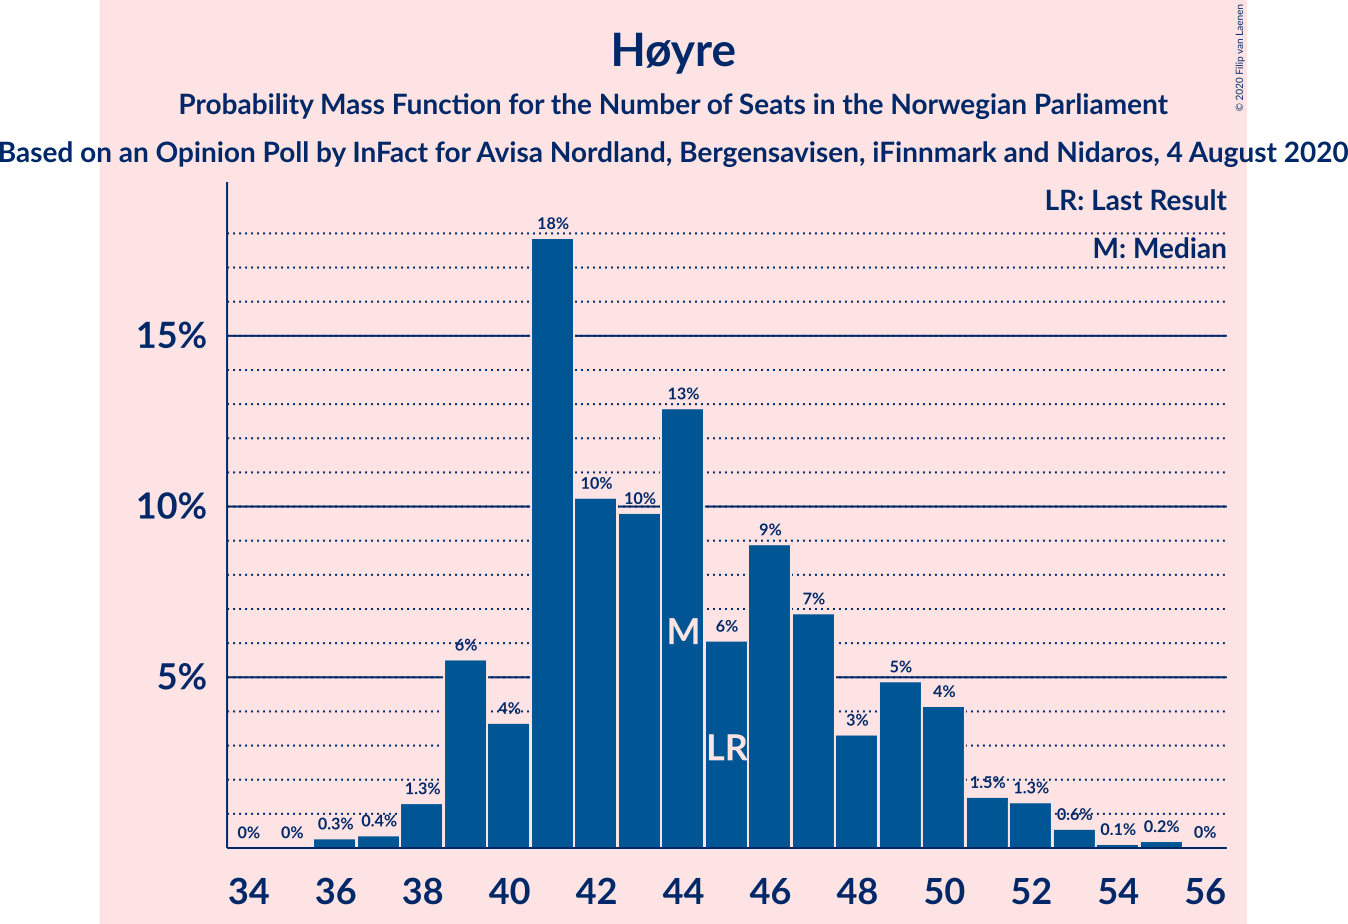 Høyre
Probability Mass Function for the Number of Seats in the Norwegian Parliament
Based on an Opinion Poll by InFact for Avisa Nordland, Bergensavisen, iFinnmark and Nidaros, 4 August 2020
© 2020 Filip van Laenen
LR: Last Result
M: Median
15%
10%
5%
0%
0%
0.3%
0.4%
1.3%
6%
4%
18%
10%
10%
13%
6%
9%
7%
3%
5%
4%
1.5%
1.3%
0.6%
0.1%
0.2%
0%
M
LR
34 36 38 40 42 44 46 48 50 52 54 56